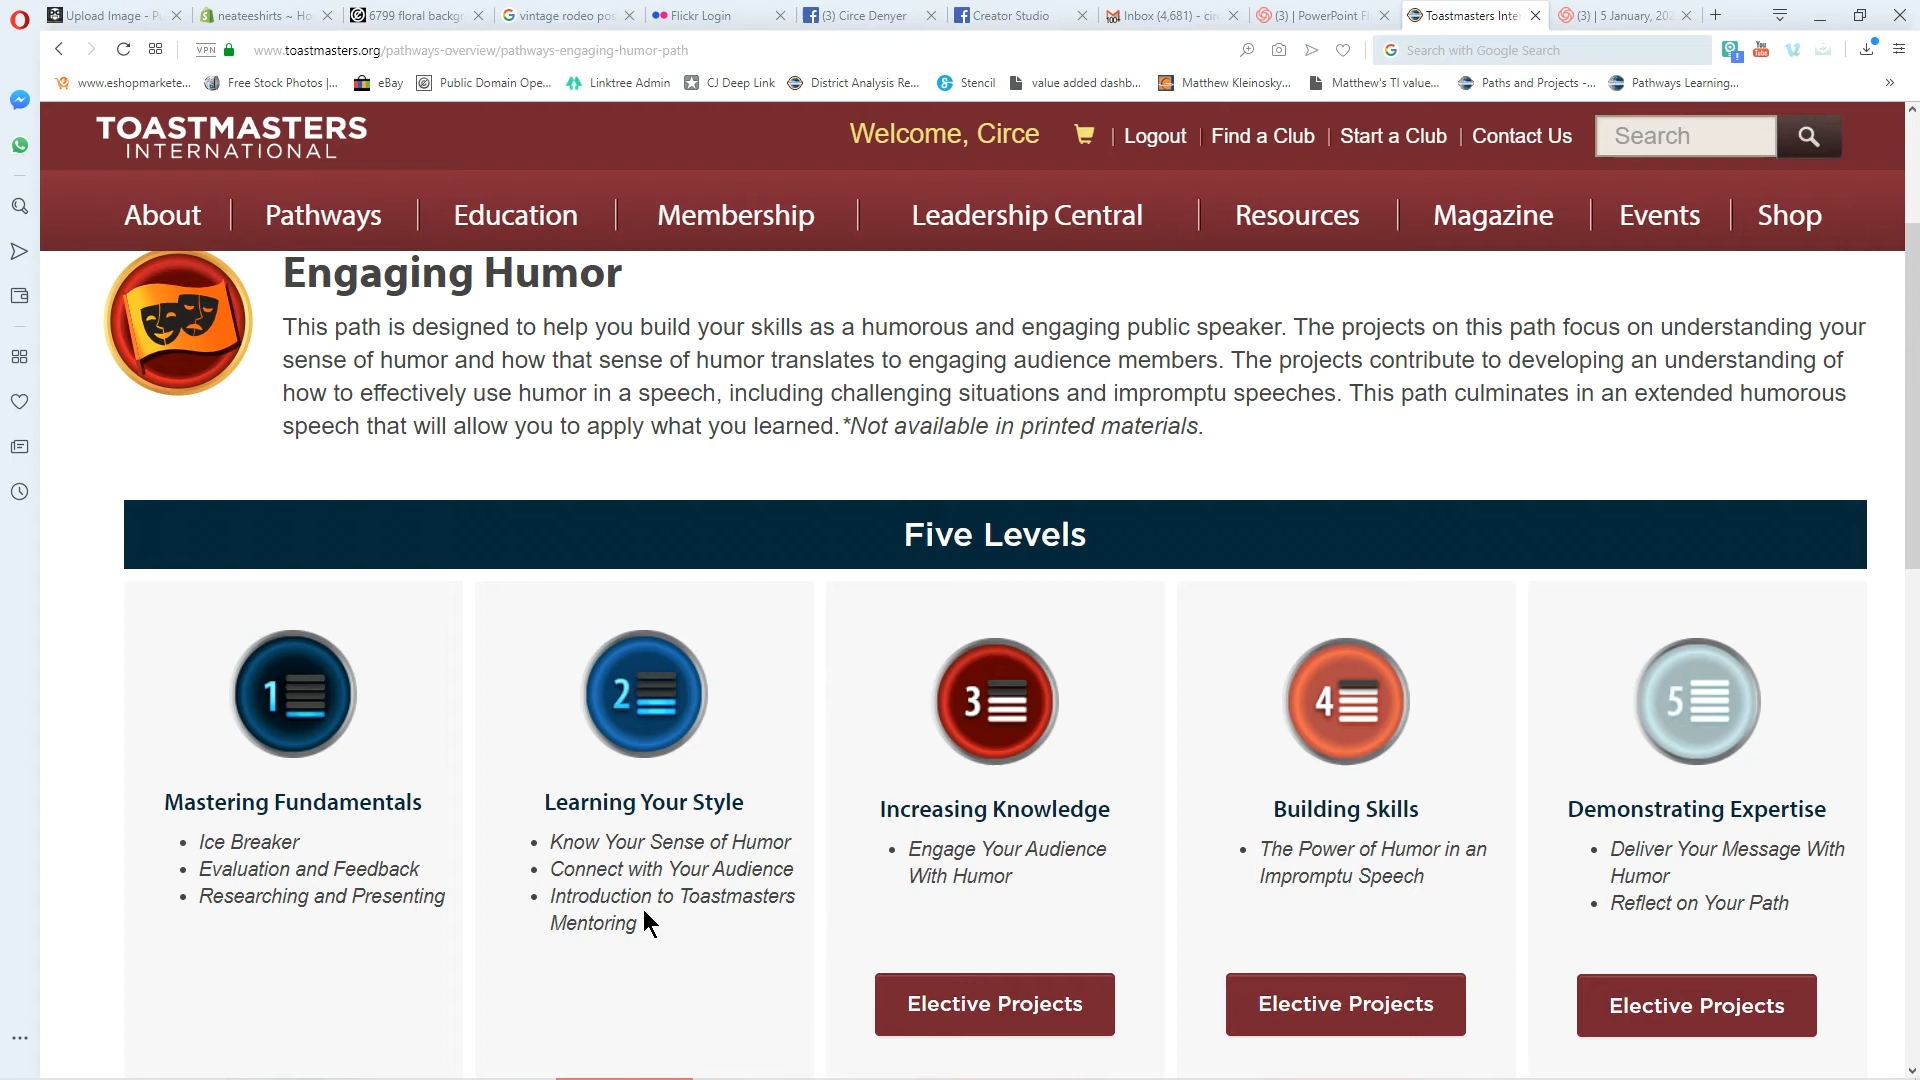 Upload Image - P
neateeshirts ~ Ho
6799 floral backgr
vintage rodeo pos
Flickr Login
(3) Circe Denyer
Creator Studio
Inbox (4,681) - cir
(3) | PowerPoint F
Toastmasters Inter
(3) | 5 January, 202
VPN
www.toastmasters.org/pathways-overview/pathways-engaging-humor-path
Search with Google Search
www.eshopmarkete...
Free Stock Photos |...
eBay
Public Domain Ope...
Linktree Admin
CJ Deep Link
District Analysis Re...
Stencil
value added dashb...
Matthew Kleinosky...
Matthew's TI value...
Paths and Projects -...
Pathways Learning...
TOASTMASTERS
INTERNATIONAL
Welcome, Circe
Logout
Find a Club
Start a Club
Contact Us
Search
About
Pathways
Education
Membership
Leadership Central
Resources
Magazine
Events
Shop
Engaging Humor
This path is designed to help you build your skills as a humorous and engaging public speaker. The projects on this path focus on understanding your
sense of humor and how that sense of humor translates to engaging audience members. The projects contribute to developing an understanding of
how to effectively use humor in a speech, including challenging situations and impromptu speeches. This path culminates in an extended humorous
speech that will allow you to apply what you learned.*Not available in printed materials.
Five Levels
1
Mastering Fundamentals
• Ice Breaker
• Evaluation and Feedback
• Researching and Presenting
2
Learning Your Style
• Know Your Sense of Humor
• Connect with Your Audience
• Introduction to Toastmasters
Mentoring
3
Increasing Knowledge
• Engage Your Audience
With Humor
Elective Projects
4
Building Skills
• The Power of Humor in an
Impromptu Speech
Elective Projects
5
Demonstrating Expertise
• Deliver Your Message With
Humor
• Reflect on Your Path
Elective Projects